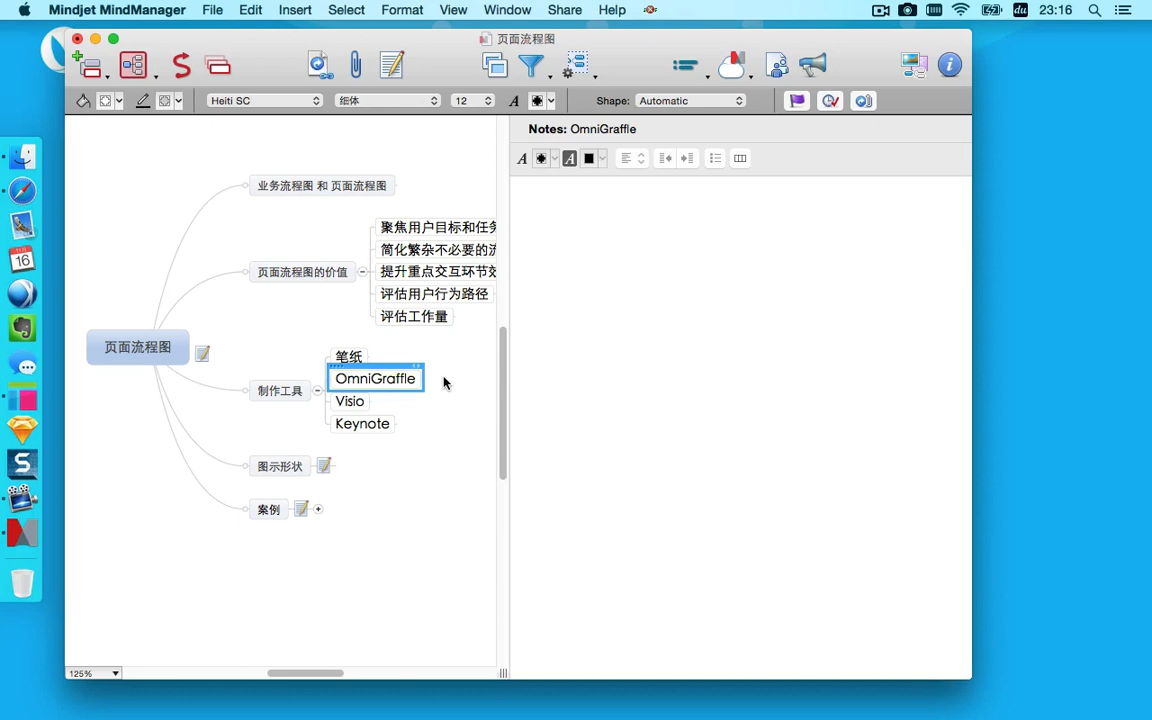 Mindjet MindManager File Edit Insert Select Format View Window Share Help du 23:16
页面流程图
Heiti SC 细体 12 Shape: Automatic
Notes: OmniGraffle
业务流程图 和 页面流程图
聚焦用户目标和任务
简化繁杂不必要的流
页面流程图的价值
提升重点交互环节效
评估用户行为路径
评估工作量
页面流程图
笔纸
OmniGraffle
制作工具
Visio
Keynote
图示形状
案例
16
125%